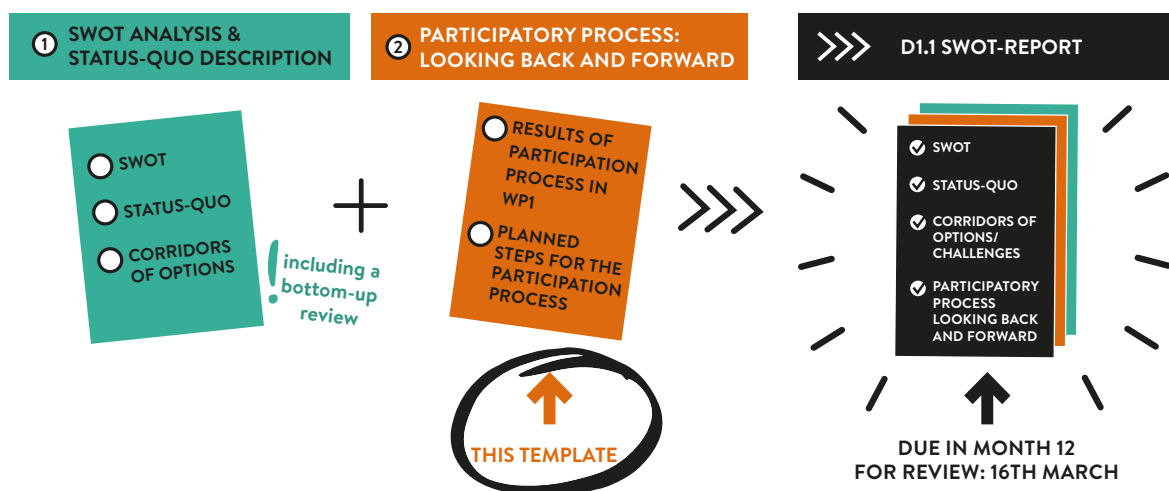 1 SWOT ANALYSIS &
STATUS-QUO DESCRIPTION
2 PARTICIPATORY PROCESS:
LOOKING BACK AND FORWARD
D1.1 SWOT-REPORT
SWOT
STATUS-QUO
CORRIDORS
OF OPTIONS
! including a
bottom-up
review
RESULTS OF
PARTICIPATION
PROCESS IN
WP1
PLANNED
STEPS FOR THE
PARTICIPATION
PROCESS
THIS TEMPLATE
SWOT
STATUS-QUO
CORRIDORS OF
OPTIONS/
CHALLENGES
PARTICIPATORY
PROCESS
LOOKING BACK
AND FORWARD
DUE IN MONTH 12
FOR REVIEW: 16TH MARCH